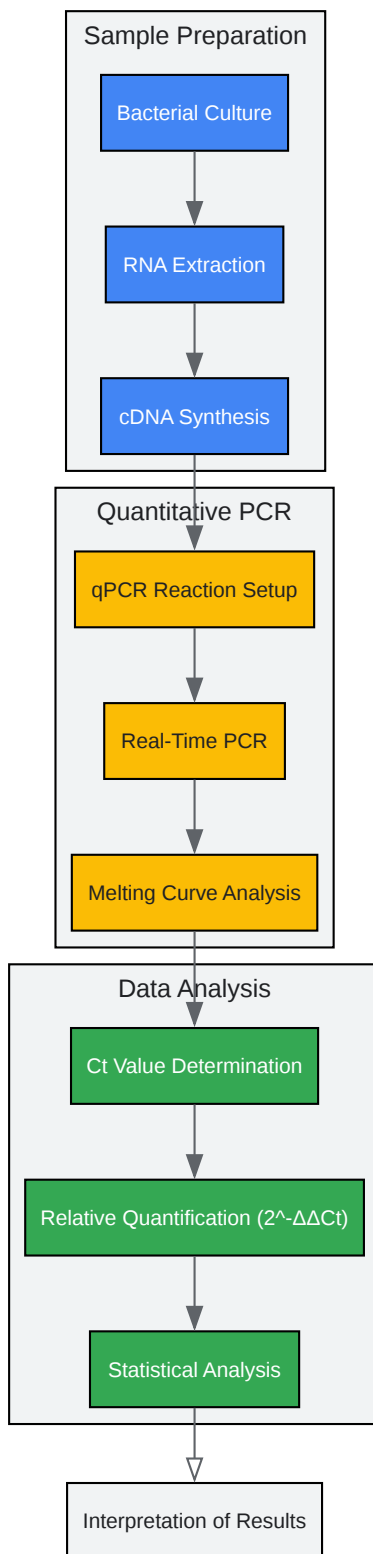 Sample Preparation
Bacterial Culture
RNA Extraction
cDNA Synthesis
Quantitative PCR
qPCR Reaction Setup
Real-Time PCR
Melting Curve Analysis
Data Analysis
Ct Value Determination
Relative Quantification (2^-ΔΔCt)
Statistical Analysis
Interpretation of Results